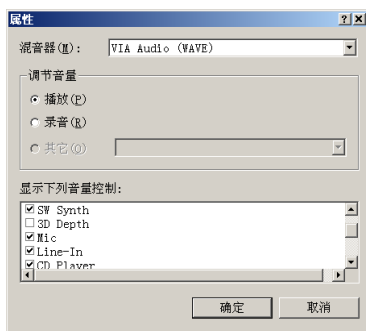 属性
混音器(M): VIA Audio (WAVE)
调节音量
播放(P)
录音(R)
其它(O)
显示下列音量控制:
SW Synth
3D Depth
Mic
Line-In
CD Player
确定 取消